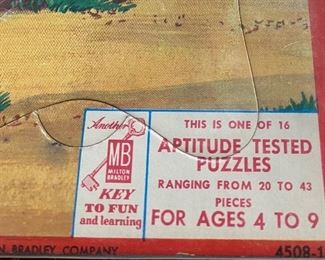 Another
MB
MILTON
BRADLEY
KEY
TO FUN
and learning
THIS IS ONE OF 16
APTITUDE TESTED
PUZZLES
RANGING FROM 20 TO 43
PIECES
FOR AGES 4 TO 9
N BRADLEY COMPANY
4508-1